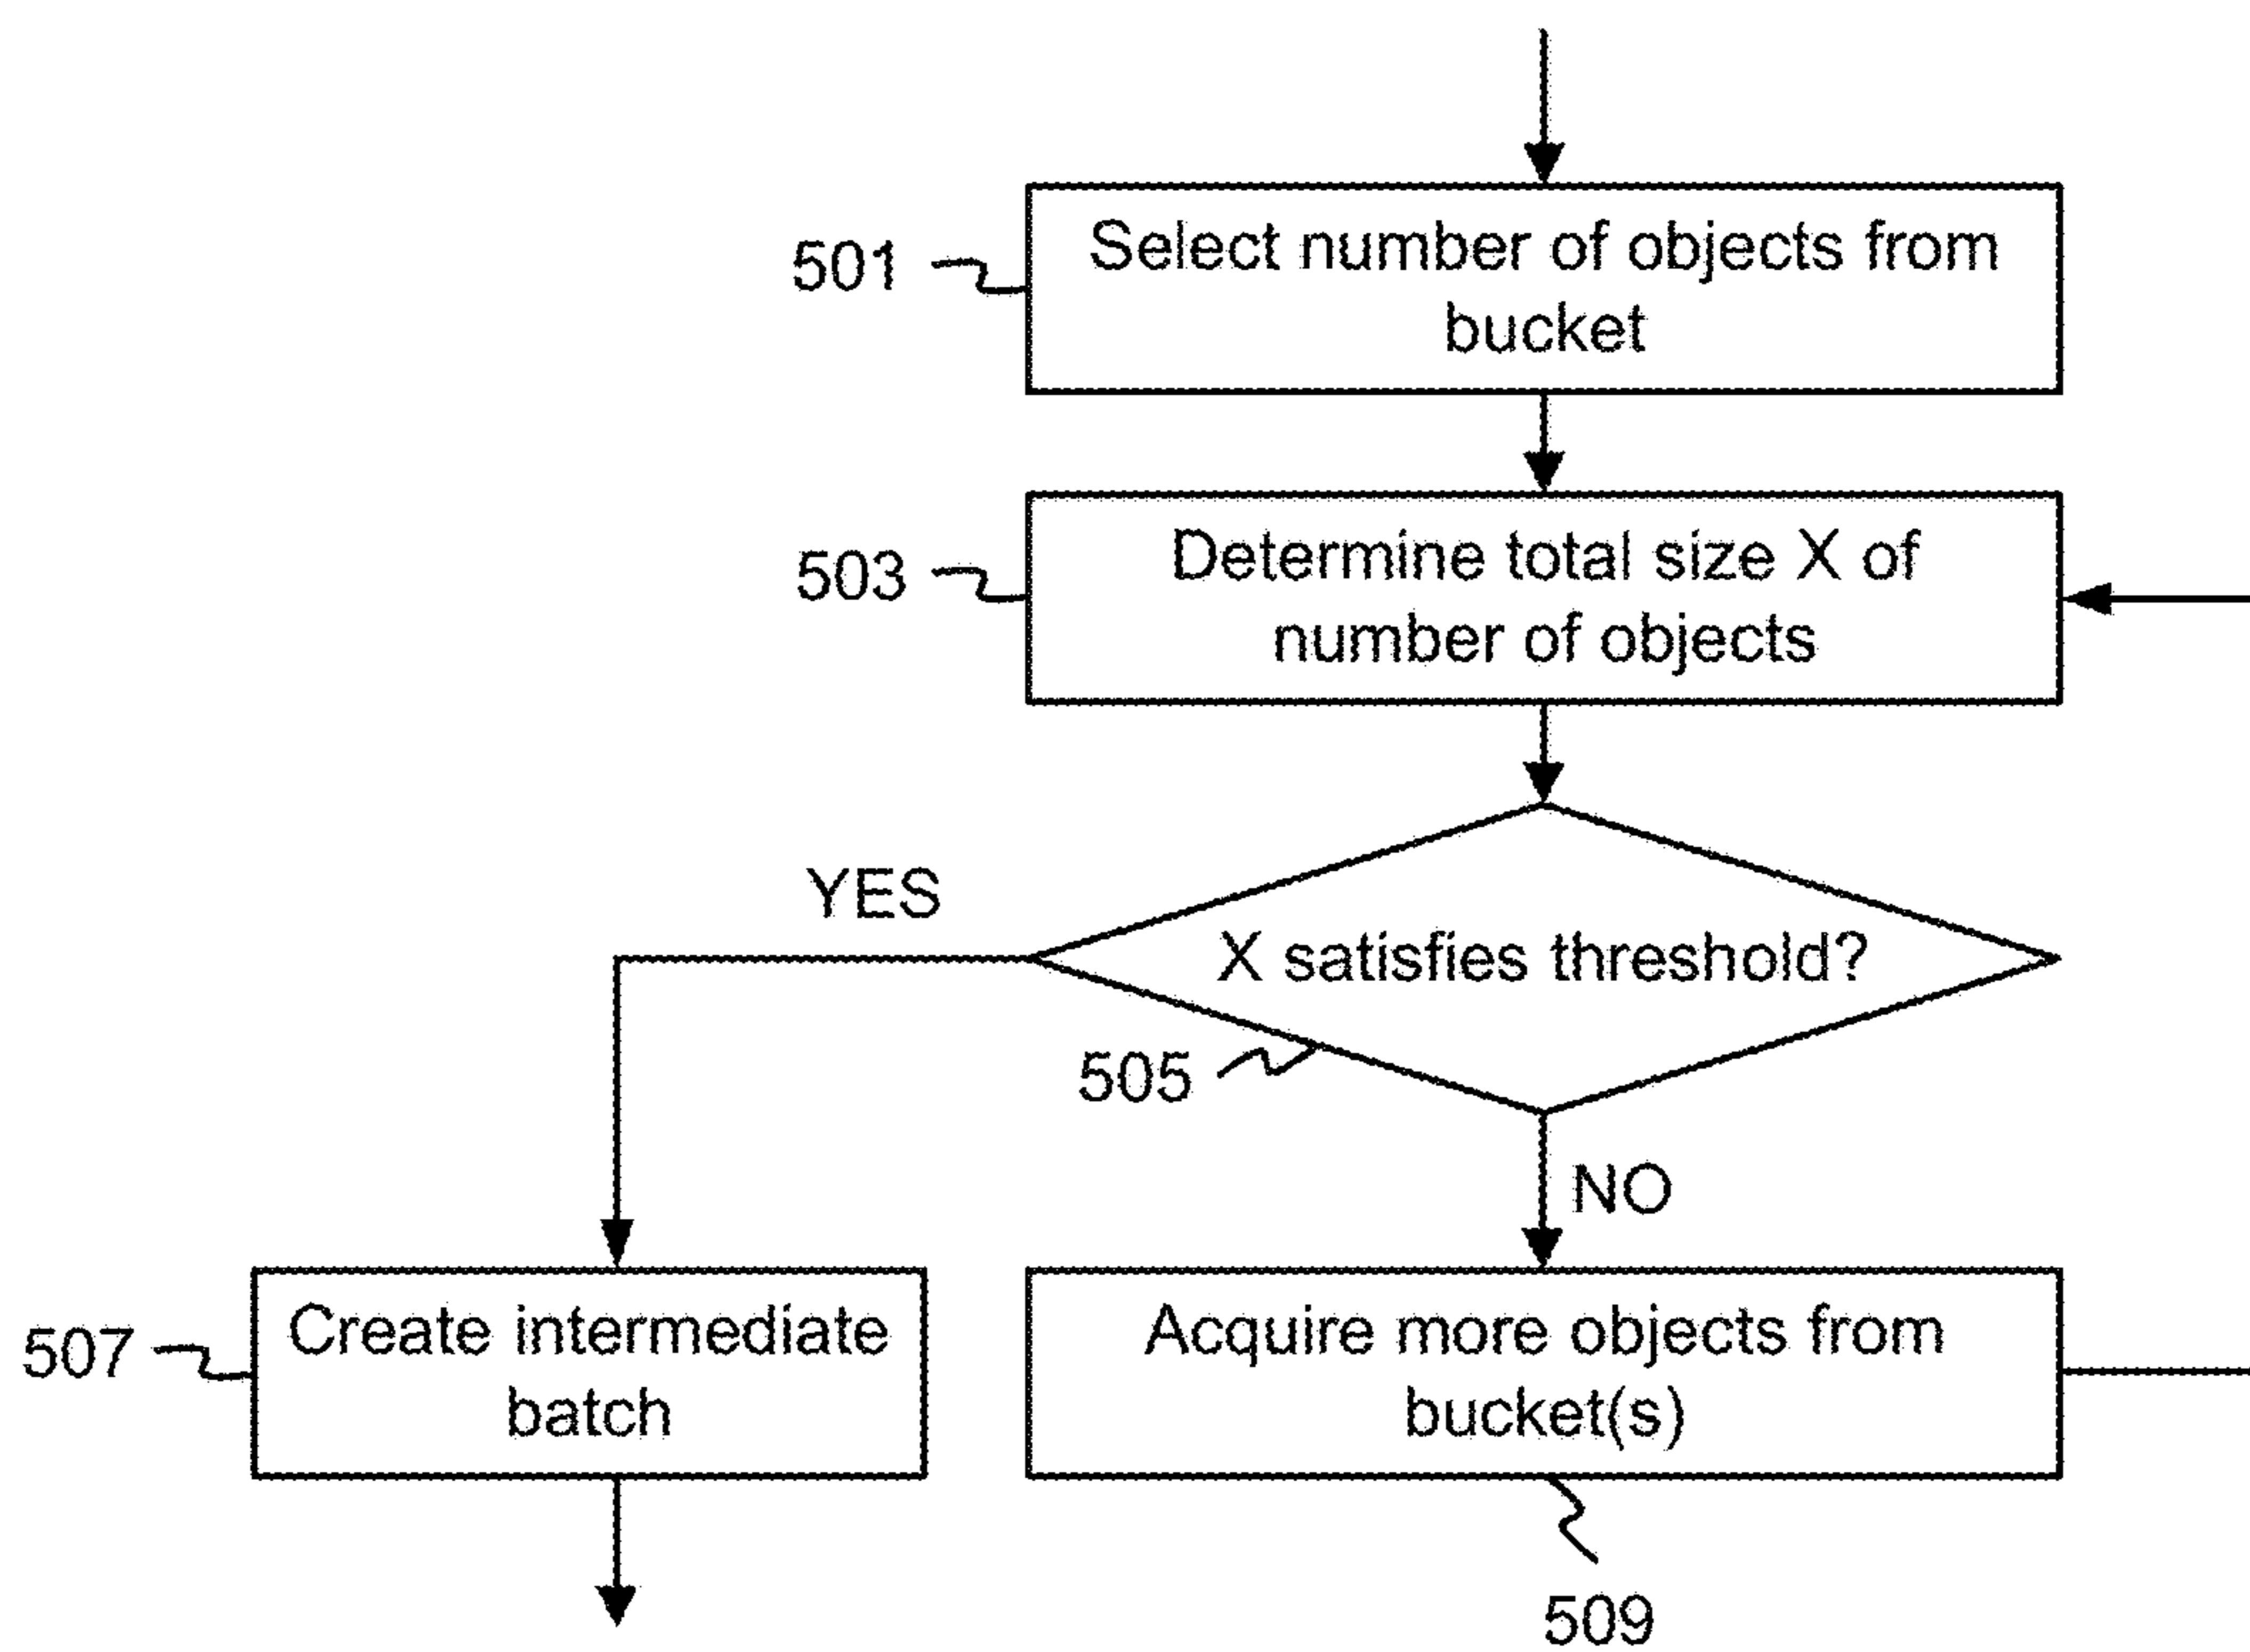 501
Select number of objects from
bucket
503
Determine total size X of
number of objects
YES
X satisfies threshold?
505
NO
507
Create intermediate
batch
Acquire more objects from
bucket(s)
509